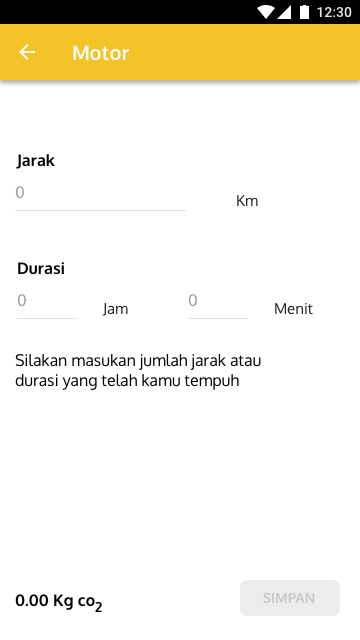 12:30
Motor
Jarak
0 Km
Durasi
0 Jam 0 Menit
Silakan masukan jumlah jarak atau
durasi yang telah kamu tempuh
0.00 Kg co₂ SIMPAN